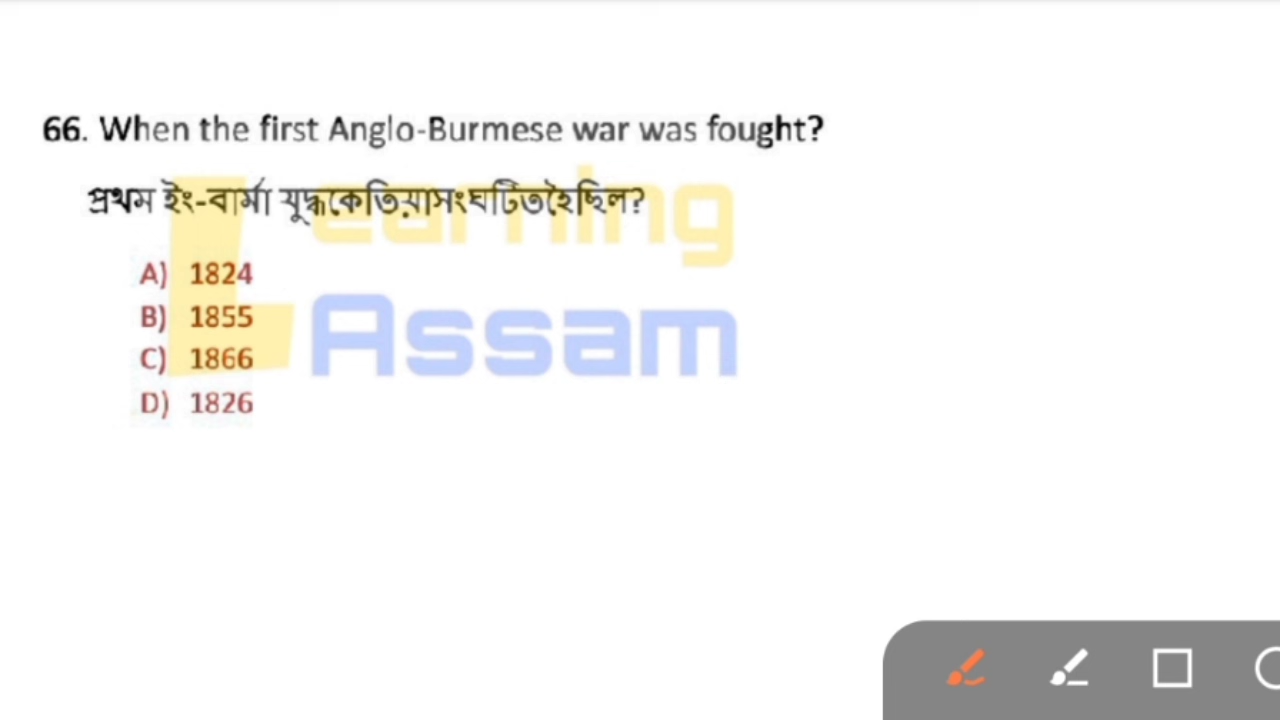 66. When the first Anglo-Burmese war was fought?
প্ৰথম ইং-বাৰ্মা যুদ্ধকেতিয়াসংঘটিতহৈছিল?
Learning
Assam
A) 1824
B) 1855
C) 1866
D) 1826